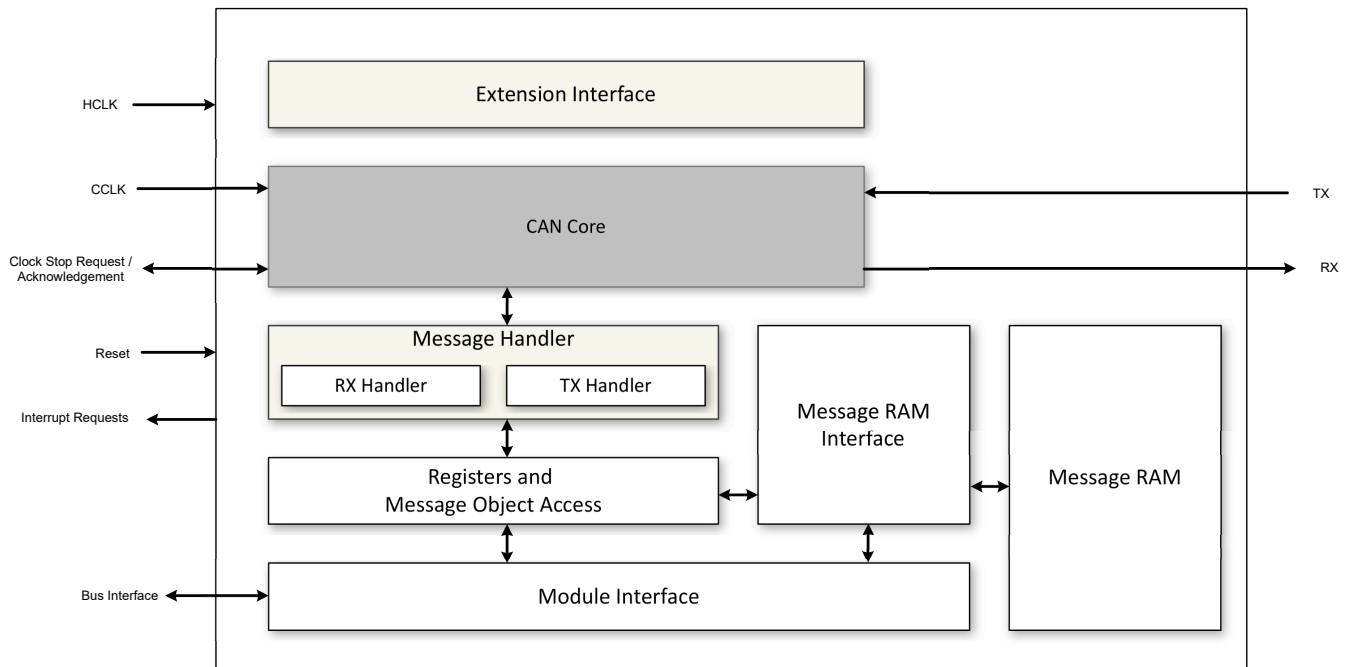 Extension Interface
HCLK
CCLK
CAN Core
TX
Clock Stop Request /
Acknowledgement
RX
Message Handler
RX Handler
TX Handler
Reset
Interrupt Requests
Message RAM
Interface
Message RAM
Registers and
Message Object Access
Bus Interface
Module Interface